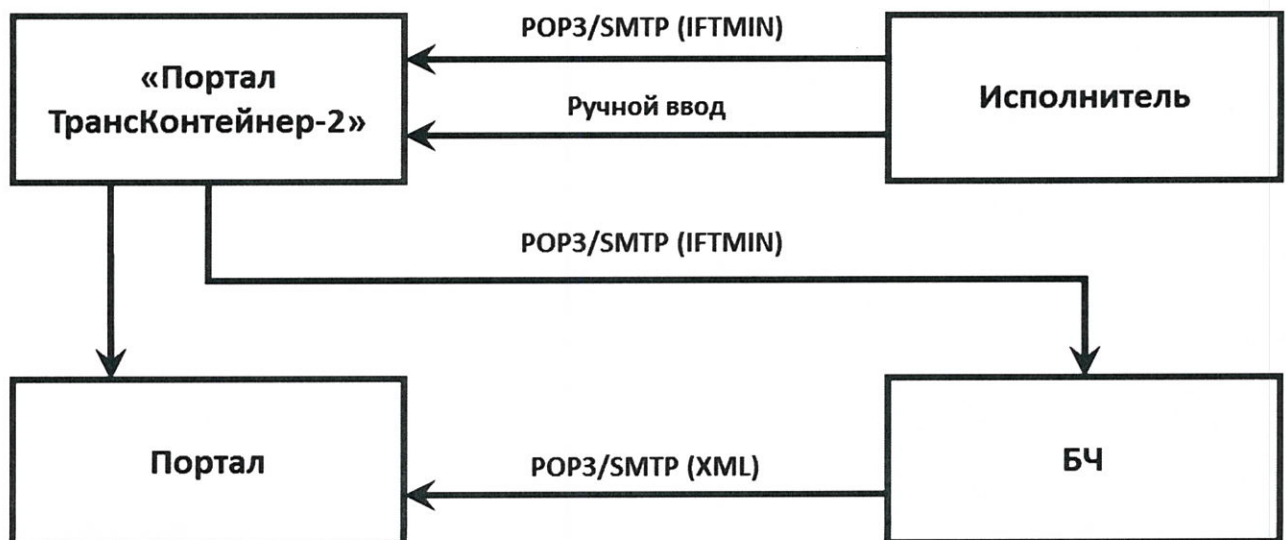 POP3/SMTP (IFTMIN)
«Портал
ТрансКонтейнер-2»
Исполнитель
Ручной ввод
POP3/SMTP (IFTMIN)
Портал
POP3/SMTP (XML)
БЧ